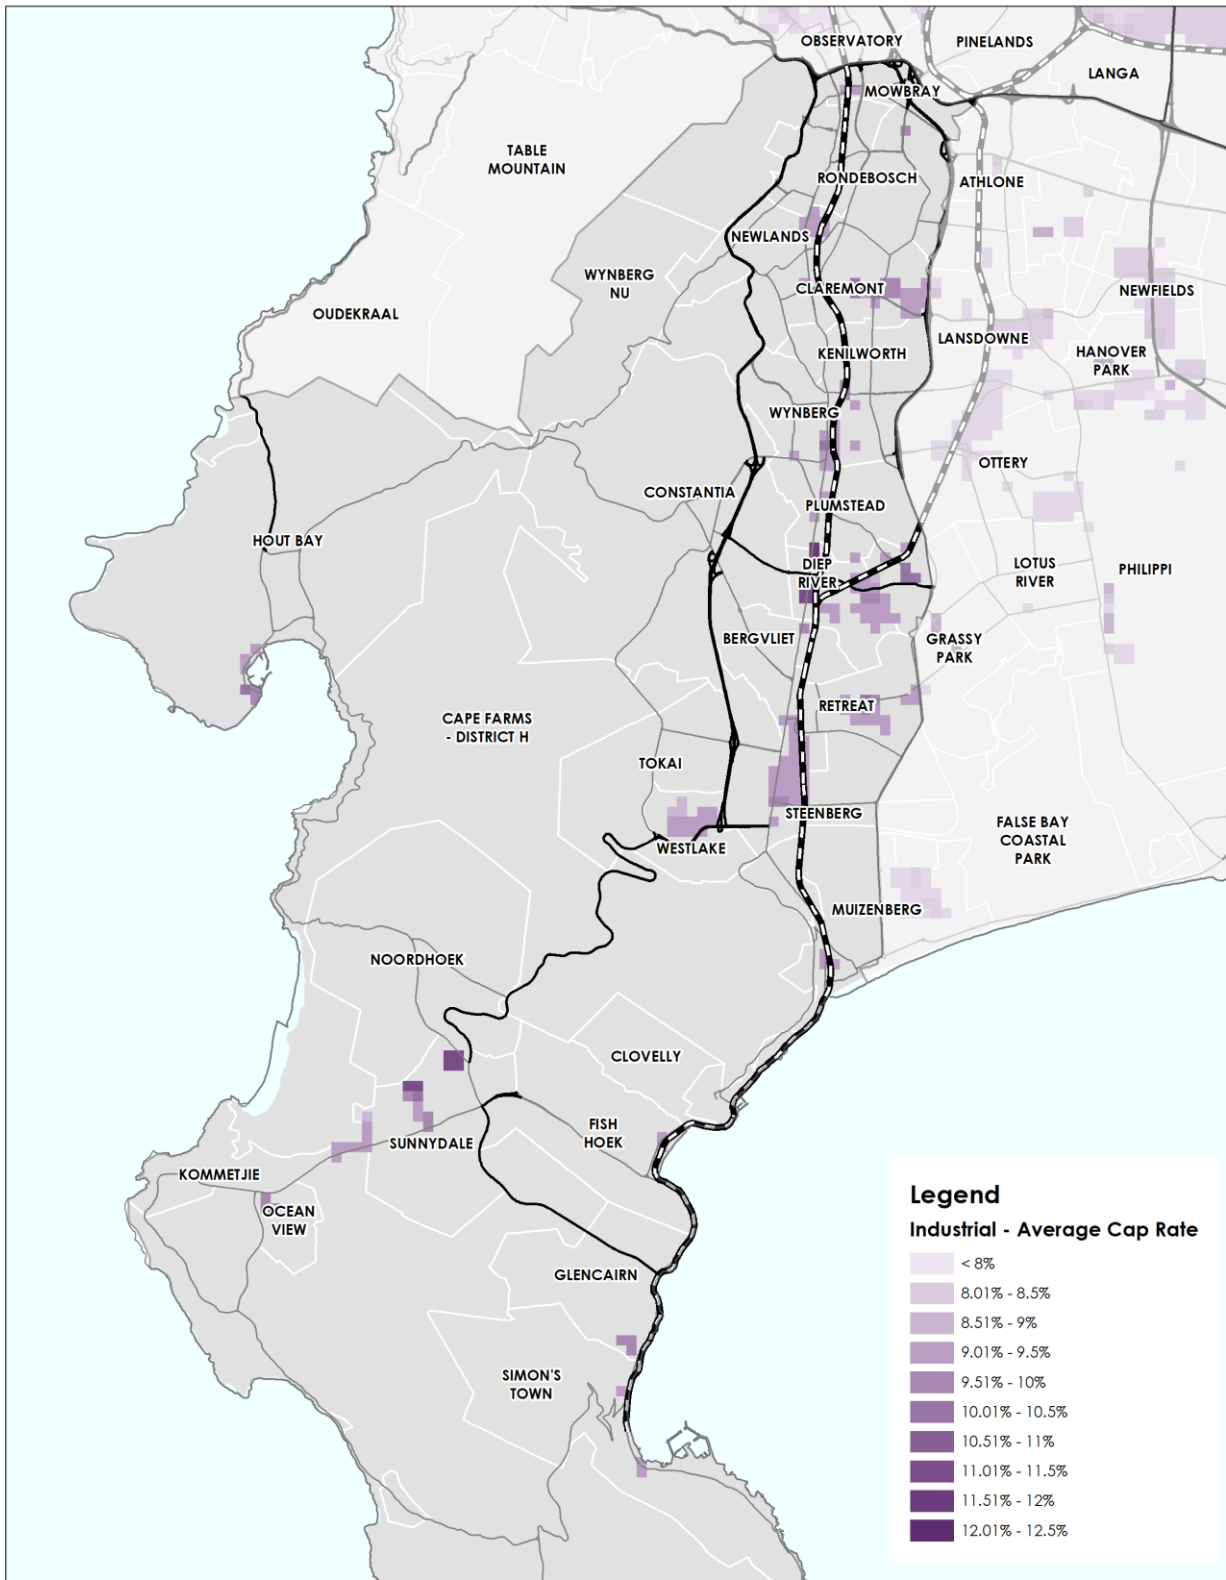 OBSERVATORY
PINELANDS
LANGA
MOWBRAY
TABLE
MOUNTAIN
RONDEBOSCH
ATHLONE
NEWLANDS
WYNBERG
NU
CLAREMONT
NEWFIELDS
OUDEKRAAL
LANSDOWNE
KENILWORTH
HANOVER
PARK
WYNBERG
OTTERY
CONSTANTIA
PLUMSTEAD
HOUT BAY
DIEP
RIVER
LOTUS
RIVER
PHILIPPI
BERGVLIET
GRASSY
PARK
RETREAT
CAPE FARMS
- DISTRICT H
TOKAI
STEENBERG
FALSE BAY
COASTAL
PARK
WESTLAKE
MUIZENBERG
NOORDHOEK
CLOVELLY
FISH
HOEK
SUNNYDALE
KOMMETJIE
OCEAN
VIEW
GLENCAIRN
SIMON'S
TOWN
Legend
Industrial - Average Cap Rate
< 8%
8.01% - 8.5%
8.51% - 9%
9.01% - 9.5%
9.51% - 10%
10.01% - 10.5%
10.51% - 11%
11.01% - 11.5%
11.51% - 12%
12.01% - 12.5%